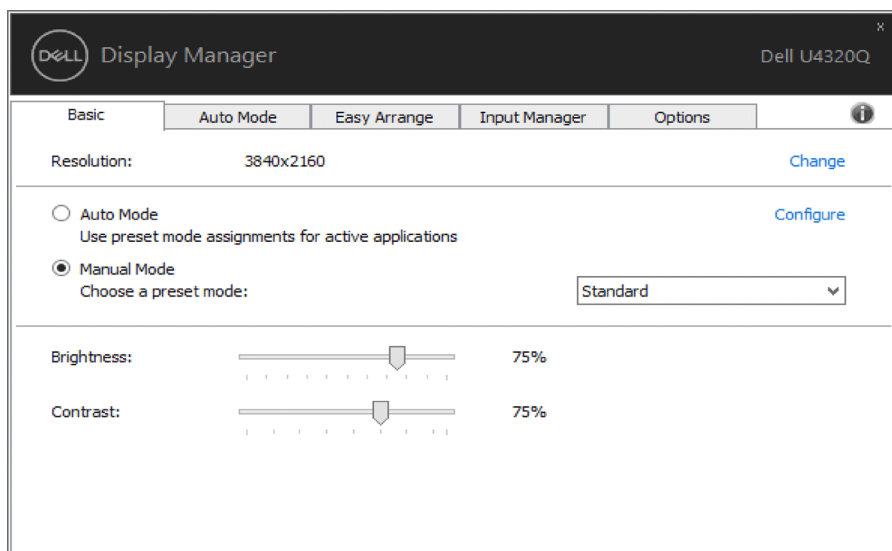 x
DELL Display Manager Dell U4320Q
Basic Auto Mode Easy Arrange Input Manager Options i
Resolution: 3840x2160 Change
Auto Mode Configure
Use preset mode assignments for active applications
Manual Mode
Choose a preset mode: Standard
Brightness: 75%
Contrast: 75%